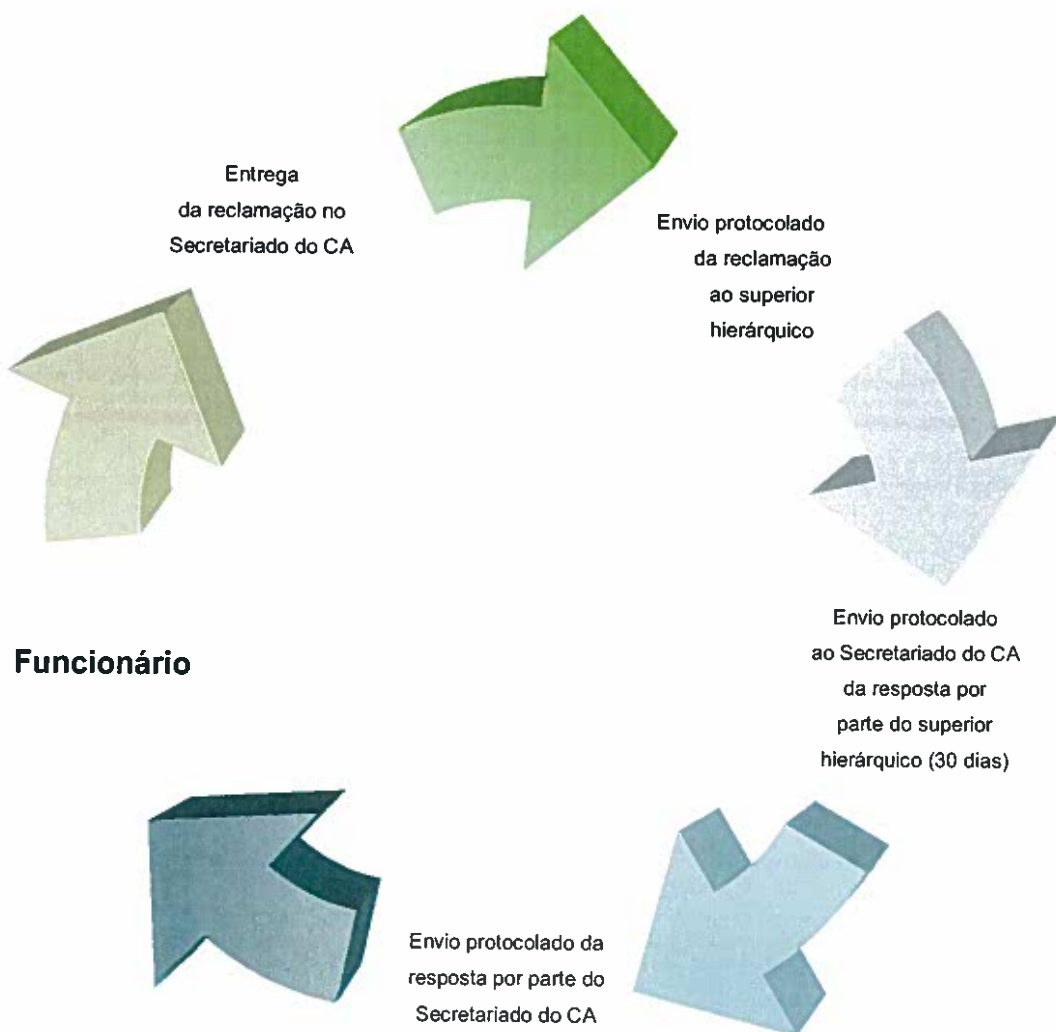 Entrega
da reclamação no
Secretariado do CA
Envio protocolado
da reclamação
ao superior
hierárquico
Envio protocolado
ao Secretariado do CA
da resposta por
parte do superior
hierárquico (30 dias)
Envio protocolado da
resposta por parte do
Secretariado do CA
Funcionário